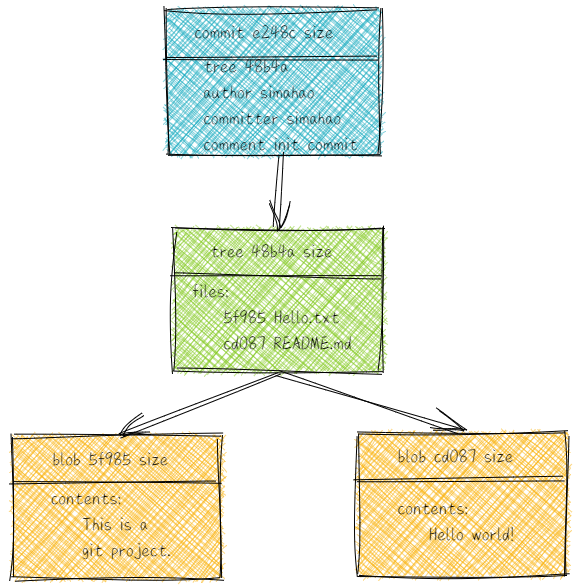 commit e248c size
tree 48b4a
author simahao
committer simahao
comment init commit
tree 48b4a size
files:
5f985 Hello.txt
cd087 README.md
blob 5f985 size
contents:
This is a
git project.
blob cd087 size
contents:
Hello world!